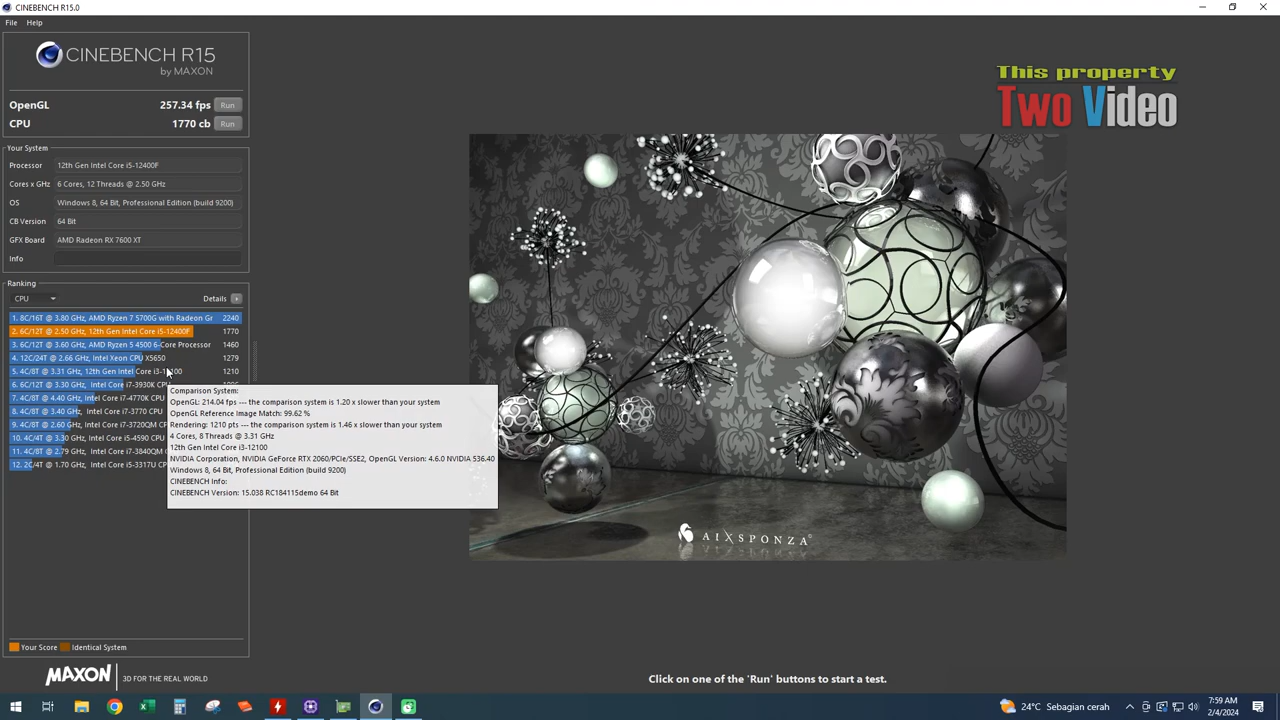 CINEBENCH R15.0
File Help
CINEBENCH R15
by MAXON
OpenGL 257.34 fps Run
CPU 1770 cb Run
Your System
Processor 12th Gen Intel Core i5-12400F
Cores x GHz 6 Cores, 12 Threads @ 2.50 GHz
OS Windows 8, 64 Bit, Professional Edition (build 9200)
CB Version 64 Bit
GFX Board AMD Radeon RX 7600 XT
Info
Ranking
CPU Details
1. 8C/16T @ 3.80 GHz, AMD Ryzen 7 5700G with Radeon Gr 2240
2. 6C/12T @ 2.50 GHz, 12th Gen Intel Core i5-12400F 1770
3. 6C/12T @ 3.60 GHz, AMD Ryzen 5 4500 6-Core Processor 1460
4. 12C/24T @ 2.66 GHz, Intel Xeon CPU X5650 1279
5. 4C/8T @ 3.31 GHz, 12th Gen Intel Core i3-12100 1210
6. 6C/12T @ 3.30 GHz, Intel Core i7-3930K CPU
7. 4C/8T @ 4.40 GHz, Intel Core i7-4770K CPU
8. 4C/8T @ 3.40 GHz, Intel Core i7-3770 CPU
9. 4C/8T @ 2.60 GHz, Intel Core i7-3720QM CPU
10. 4C/4T @ 3.30 GHz, Intel Core i5-4590 CPU
11. 4C/8T @ 2.79 GHz, Intel Core i7-3840QM CPU
12. 2C/4T @ 1.70 GHz, Intel Core i5-3317U CPU
Comparison System:
OpenGL: 214.04 fps --- the comparison system is 1.20 x slower than your system
OpenGL Reference Image Match: 99.62 %
Rendering: 1210 pts --- the comparison system is 1.46 x slower than your system
4 Cores, 8 Threads @ 3.31 GHz
12th Gen Intel Core i3-12100
NVIDIA Corporation, NVIDIA GeForce RTX 2060/PCIe/SSE2, OpenGL Version: 4.6.0 NVIDIA 536.40
Windows 8, 64 Bit, Professional Edition (build 9200)
CINEBENCH Info:
CINEBENCH Version: 15.038 RC184115demo 64 Bit
Your Score Identical System
MAXON 3D FOR THE REAL WORLD
This property
Two Video
AIXSPONZA®
Click on one of the 'Run' buttons to start a test.
24°C Sebagian cerah
7:59 AM
2/4/2024